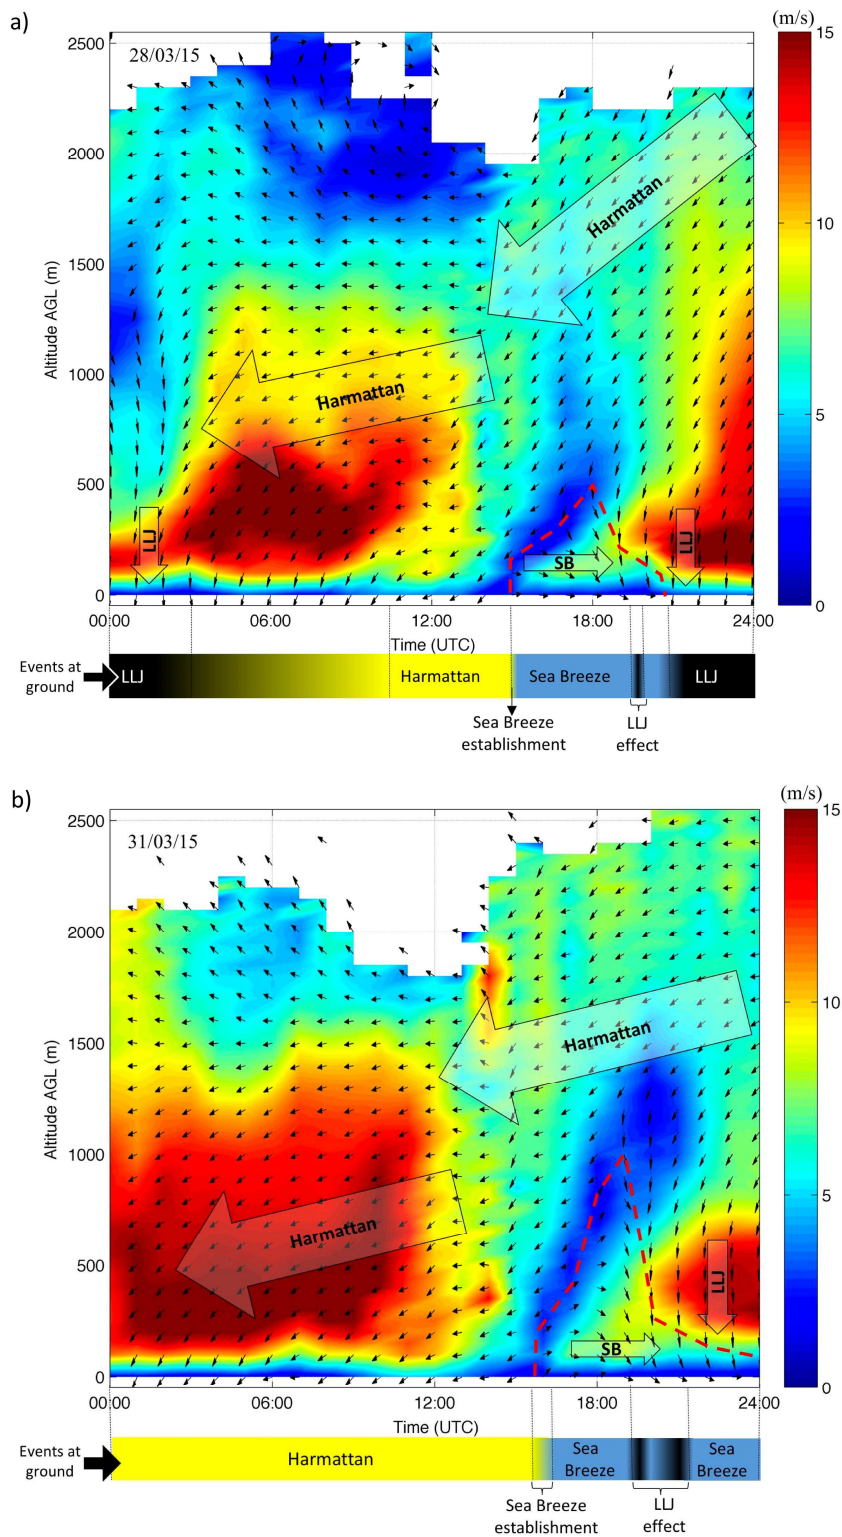 a)
(m/s)
28/03/15
2500
2000
1500
1000
500
0
Altitude AGL (m)
Harmattan
Harmattan
LLJ
SB
LLJ
15
10
5
0
00:00 06:00 12:00 18:00 24:00
Time (UTC)
Events at
ground
LLJ Harmattan Sea Breeze LLJ
Sea Breeze
establishment
LLJ
effect
b)
(m/s)
31/03/15
2500
2000
1500
1000
500
0
Altitude AGL (m)
Harmattan
Harmattan
LLJ
SB
15
10
5
0
00:00 06:00 12:00 18:00 24:00
Time (UTC)
Events at
ground
Harmattan
Sea
Breeze
Sea
Breeze
Sea Breeze
establishment
LLJ
effect